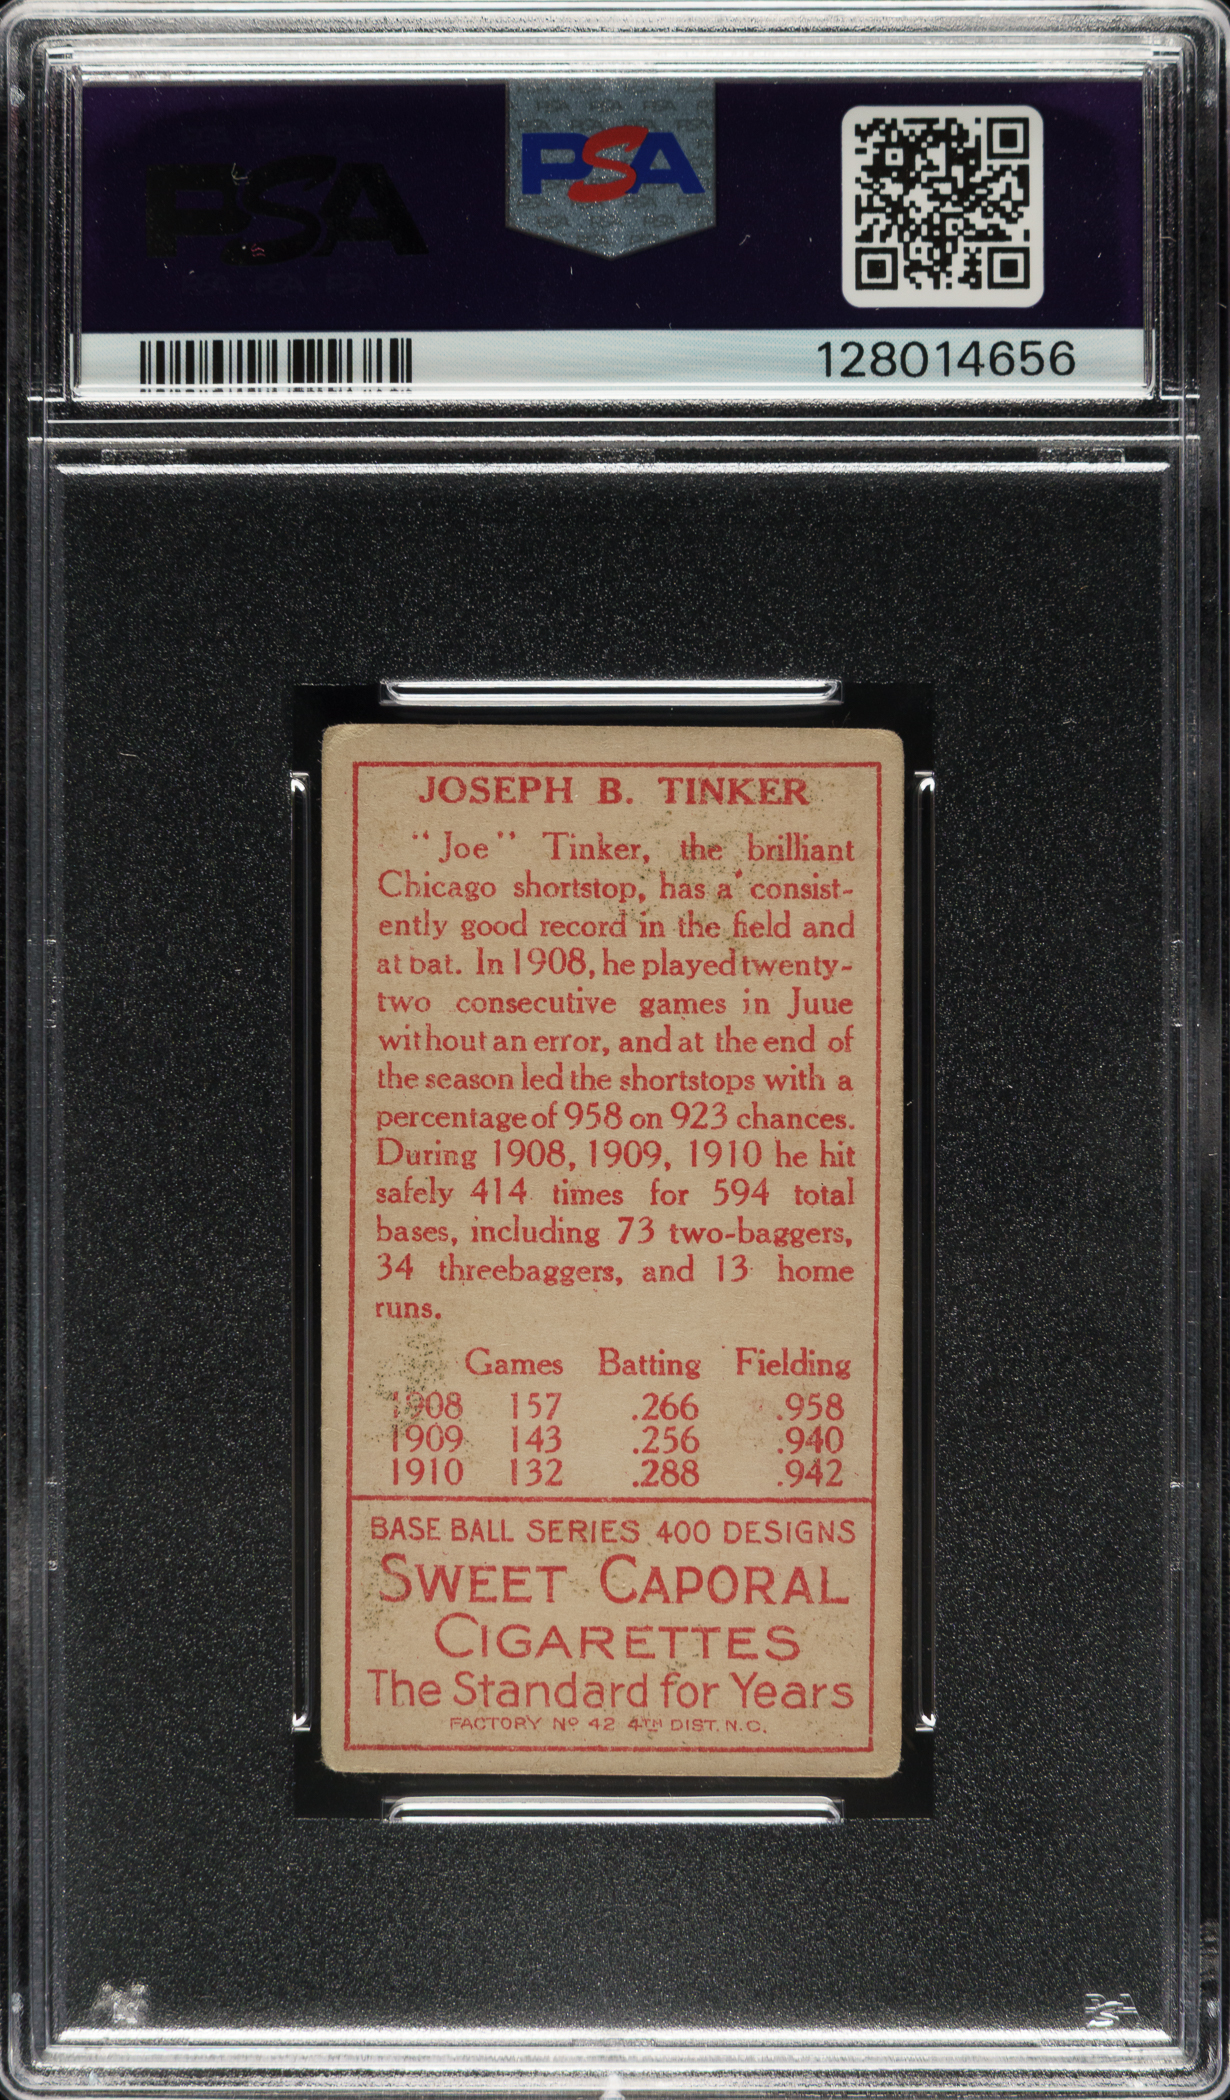 PSA
PSA
128014656
JOSEPH B. TINKER
"Joe" Tinker, the brilliant
Chicago shortstop, has a consist-
ently good record in the field and
at bat. In 1908, he played twenty-
two consecutive games in Juue
without an error, and at the end of
the season led the shortstops with a
percentage of 958 on 923 chances.
During 1908, 1909, 1910 he hit
safely 414 times for 594 total
bases, including 73 two-baggers,
34 threebaggers, and 13 home
runs.
Games Batting Fielding
1908 157 .266 .958
1909 143 .256 .940
1910 132 .288 .942
BASE BALL SERIES 400 DESIGNS
SWEET CAPORAL
CIGARETTES
The Standard for Years
FACTORY Nº 42 4TH DIST. N.C.
PSA